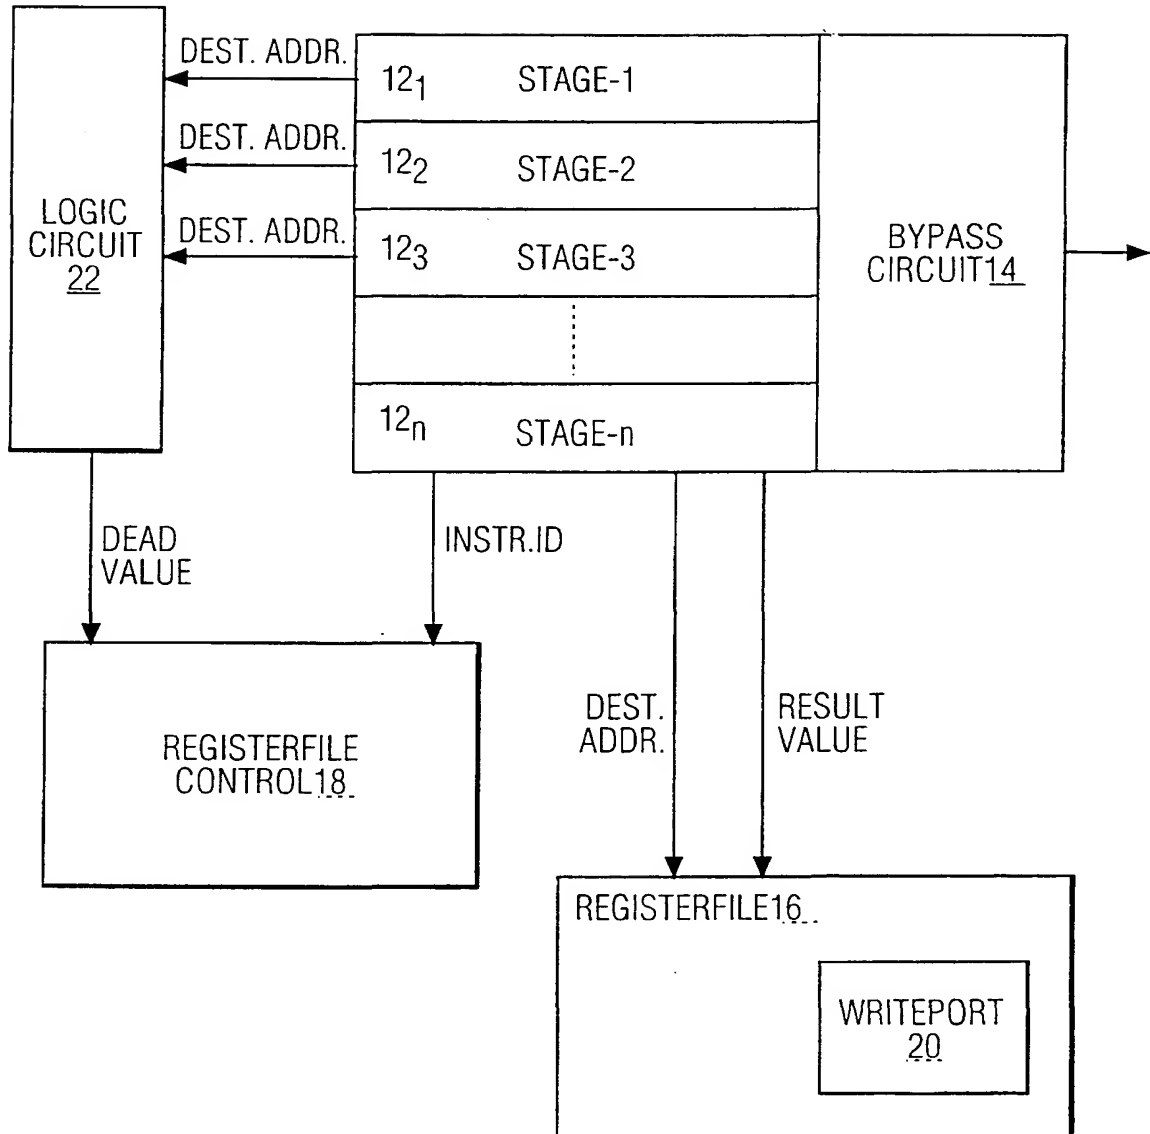 DEST. ADDR.
12₁ STAGE-1
DEST. ADDR.
12₂ STAGE-2
LOGIC
CIRCUIT
22
DEST. ADDR.
12₃ STAGE-3
BYPASS
CIRCUIT14
12ₙ STAGE-n
DEAD
VALUE
INSTR.ID
DEST.
ADDR.
RESULT
VALUE
REGISTERFILE
CONTROL18
REGISTERFILE16
WRITEPORT
20